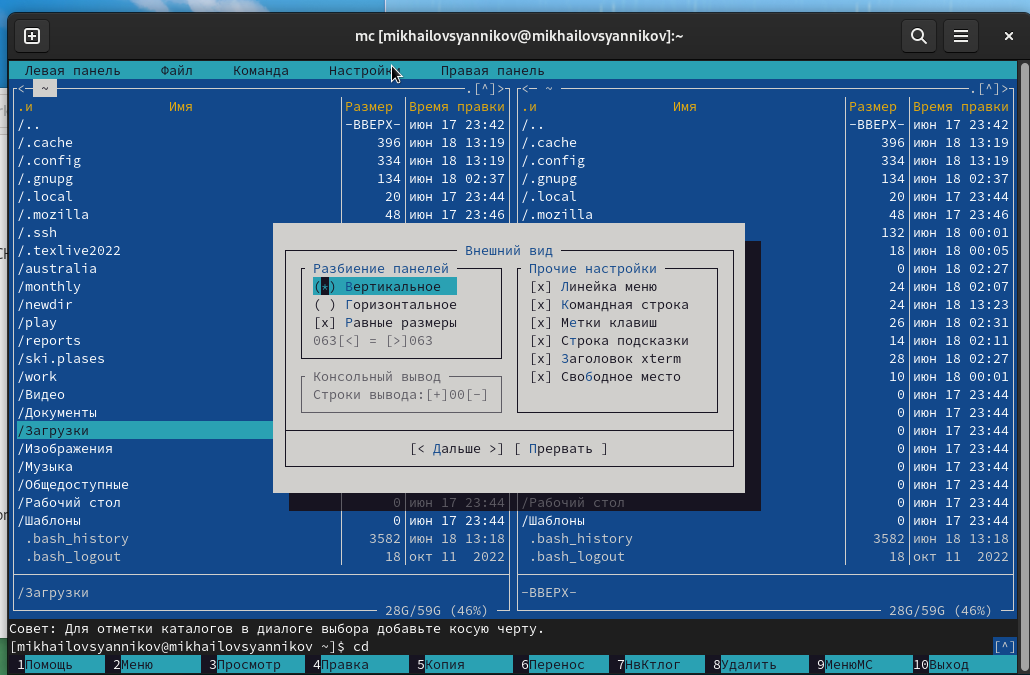 mc [mikhailovsyannikov@mikhailovsyannikov]:~
Левая панель Файл Команда Настройки Правая панель
<─ ~ .[^]> <─ ~ .[^]>
.и Имя Размер Время правки .и Имя Размер Время правки
/.. -ВВЕРХ- июн 17 23:42 /.. -ВВЕРХ- июн 17 23:42
/.cache 396 июн 18 13:19 /.cache 396 июн 18 13:19
/.config 334 июн 18 13:19 /.config 334 июн 18 13:19
/.gnupg 134 июн 18 02:37 /.gnupg 134 июн 18 02:37
/.local 20 июн 17 23:44 /.local 20 июн 17 23:44
/.mozilla 48 июн 17 23:46 /.mozilla 48 июн 17 23:46
/.ssh 132 июн 18 00:01
/.texlive2022 Внешний вид 18 июн 18 00:05
/australia Разбиение панелей Прочие настройки 0 июн 18 02:27
/monthly (*) Вертикальное [x] Линейка меню 24 июн 18 02:07
/newdir ( ) Горизонтальное [x] Командная строка 24 июн 18 13:23
/play [x] Равные размеры [x] Метки клавиш 26 июн 18 02:31
/reports 063[<] = [>]063 [x] Строка подсказки 14 июн 18 02:11
/ski.plases [x] Заголовок xterm 28 июн 18 02:27
/work Консольный вывод [x] Свободное место 10 июн 18 00:01
/Видео Строки вывода:[+]00[-] 0 июн 17 23:44
/Документы 0 июн 17 23:44
/Загрузки 0 июн 17 23:44
/Изображения [< Дальше >] [ Прервать ] 0 июн 17 23:44
/Музыка 0 июн 17 23:44
/Общедоступные 0 июн 17 23:44
/Рабочий стол 0 июн 17 23:44 /Рабочий стол 0 июн 17 23:44
/Шаблоны 0 июн 17 23:44 /Шаблоны 0 июн 17 23:44
.bash_history 3582 июн 18 13:18 .bash_history 3582 июн 18 13:18
.bash_logout 18 окт 11 2022 .bash_logout 18 окт 11 2022
/Загрузки -ВВЕРХ-
28G/59G (46%) 28G/59G (46%)
Совет: Для отметки каталогов в диалоге выбора добавьте косую черту.
[mikhailovsyannikov@mikhailovsyannikov ~]$ cd [^]
1Помощь 2Меню 3Просмотр 4Правка 5Копия 6Перенос 7НвКтлог 8Удалить 9МенюМС 10Выход